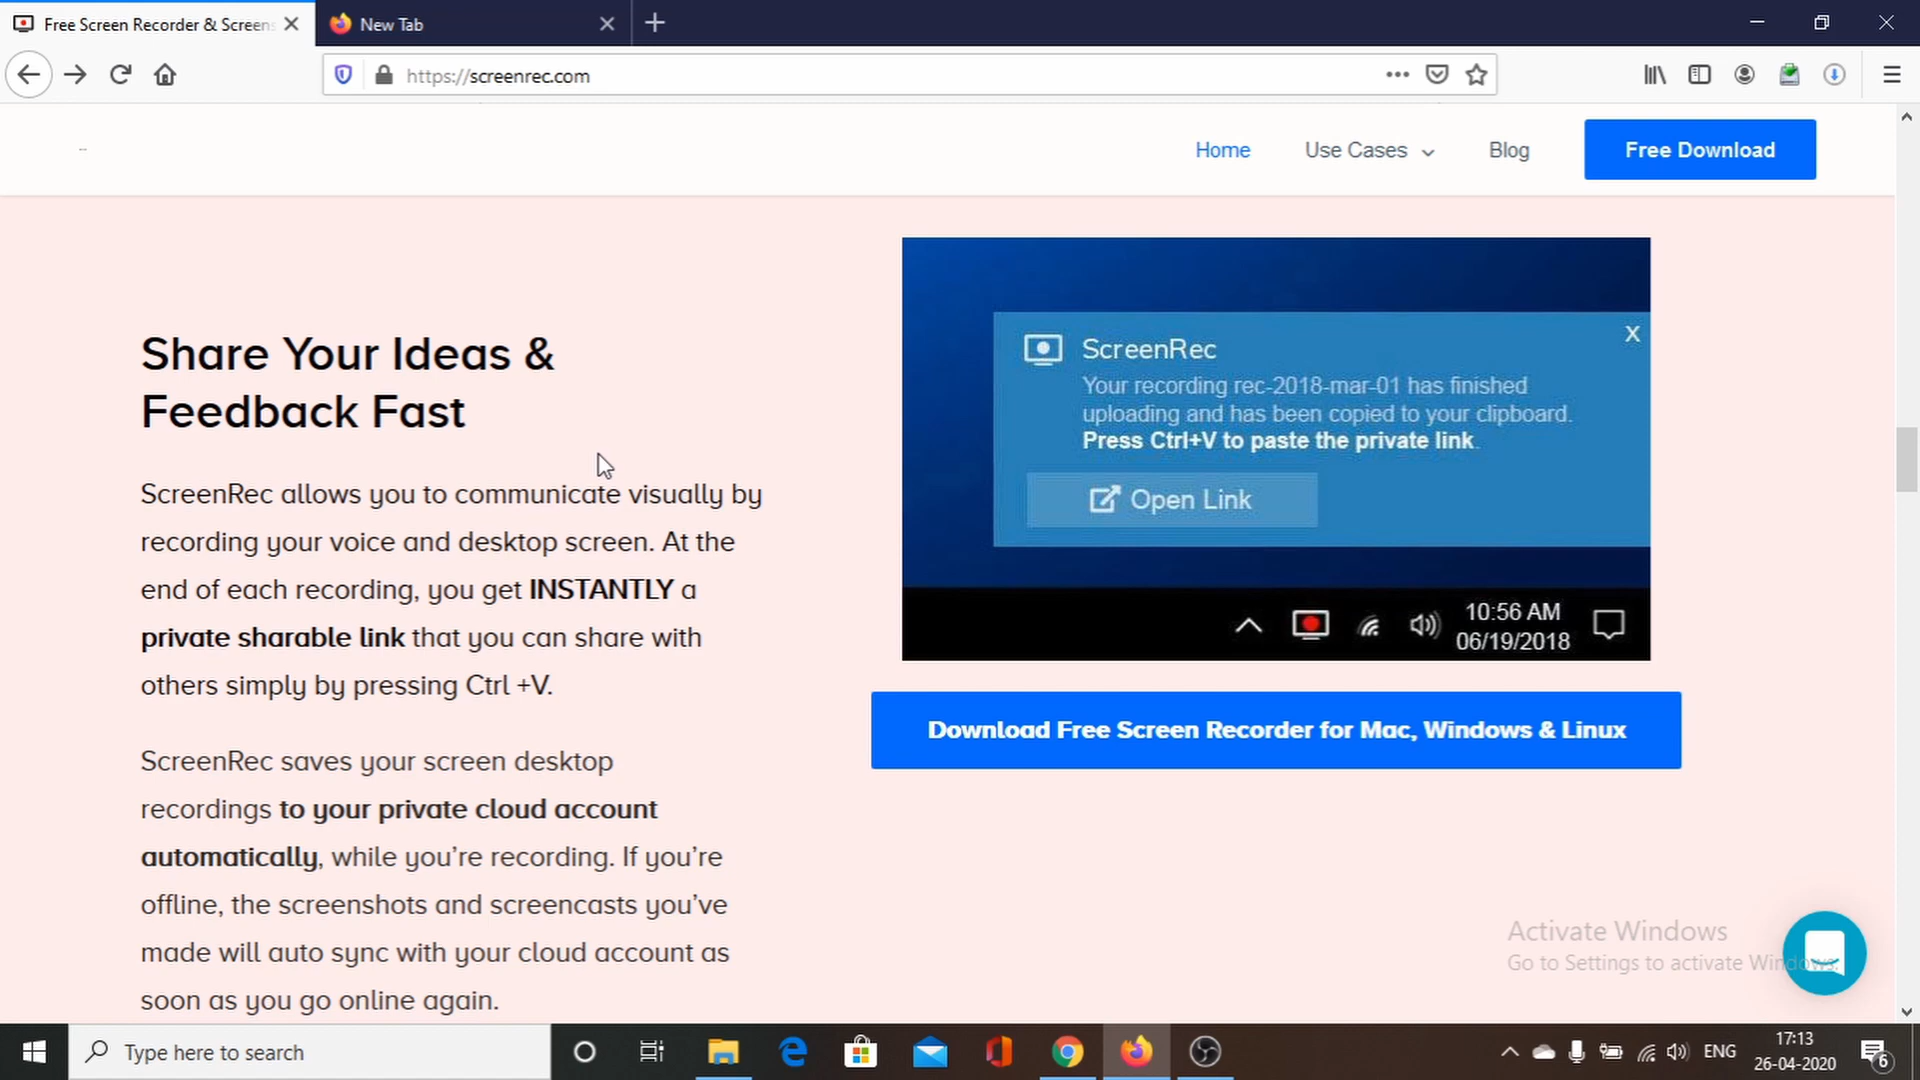 Free Screen Recorder & Screens
New Tab
https://screenrec.com
Home
Use Cases
Blog
Free Download
Share Your Ideas &
Feedback Fast
ScreenRec allows you to communicate visually by
recording your voice and desktop screen. At the
end of each recording, you get INSTANTLY a
private sharable link that you can share with
others simply by pressing Ctrl +V.
ScreenRec saves your screen desktop
recordings to your private cloud account
automatically, while you’re recording. If you’re
offline, the screenshots and screencasts you’ve
made will auto sync with your cloud account as
soon as you go online again.
ScreenRec
X
Your recording rec-2018-mar-01 has finished
uploading and has been copied to your clipboard.
Press Ctrl+V to paste the private link.
Open Link
10:56 AM
06/19/2018
Download Free Screen Recorder for Mac, Windows & Linux
Activate Windows
Go to Settings to activate Windows.
Type here to search
ENG
17:13
26-04-2020
6